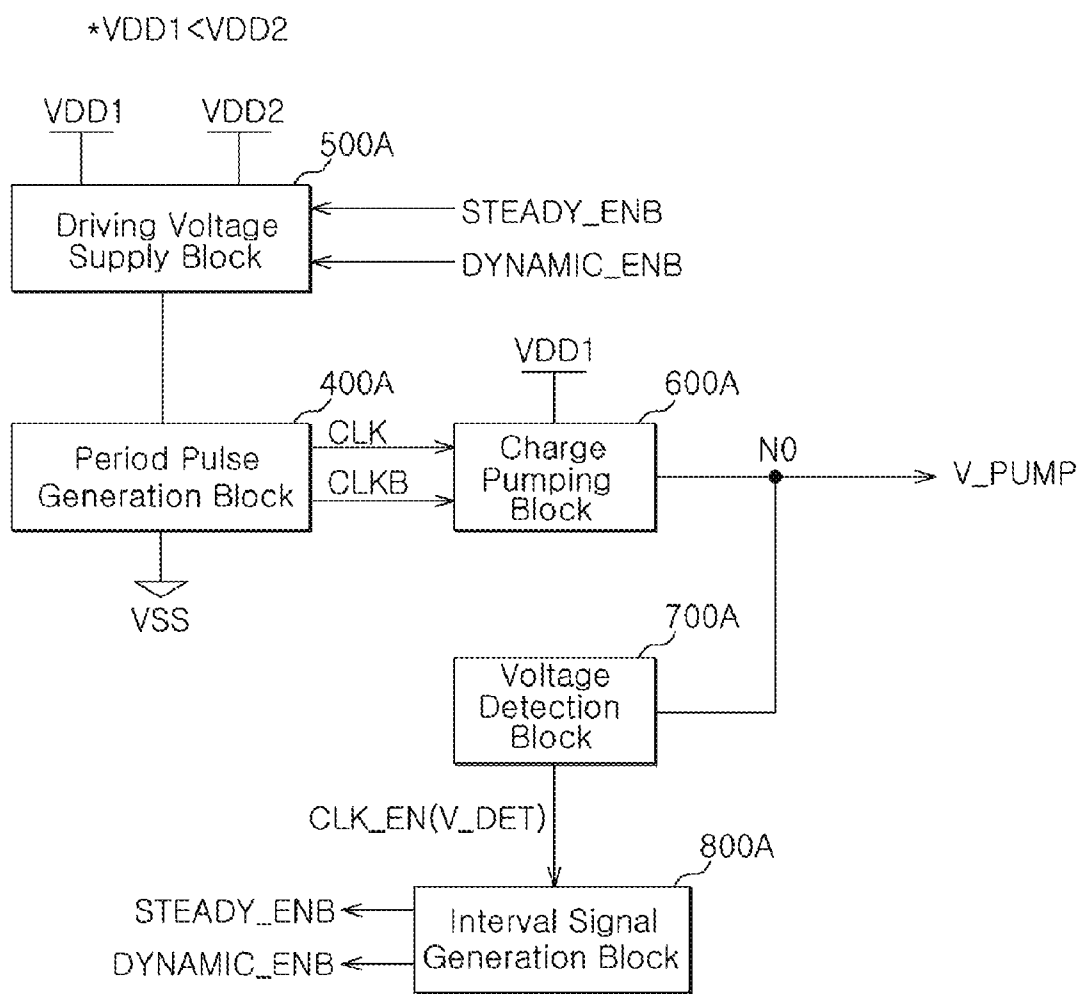 *VDD1<VDD2
VDD1
VDD2
500A
Driving Voltage
Supply Block
STEADY_ENB
DYNAMIC_ENB
VDD1
400A
600A
Period Pulse
Generation Block
CLK
CLKB
Charge
Pumping
Block
N0
V_PUMP
VSS
700A
Voltage
Detection
Block
CLK_EN(V_DET)
800A
STEADY_ENB
DYNAMIC_ENB
Interval Signal
Generation Block